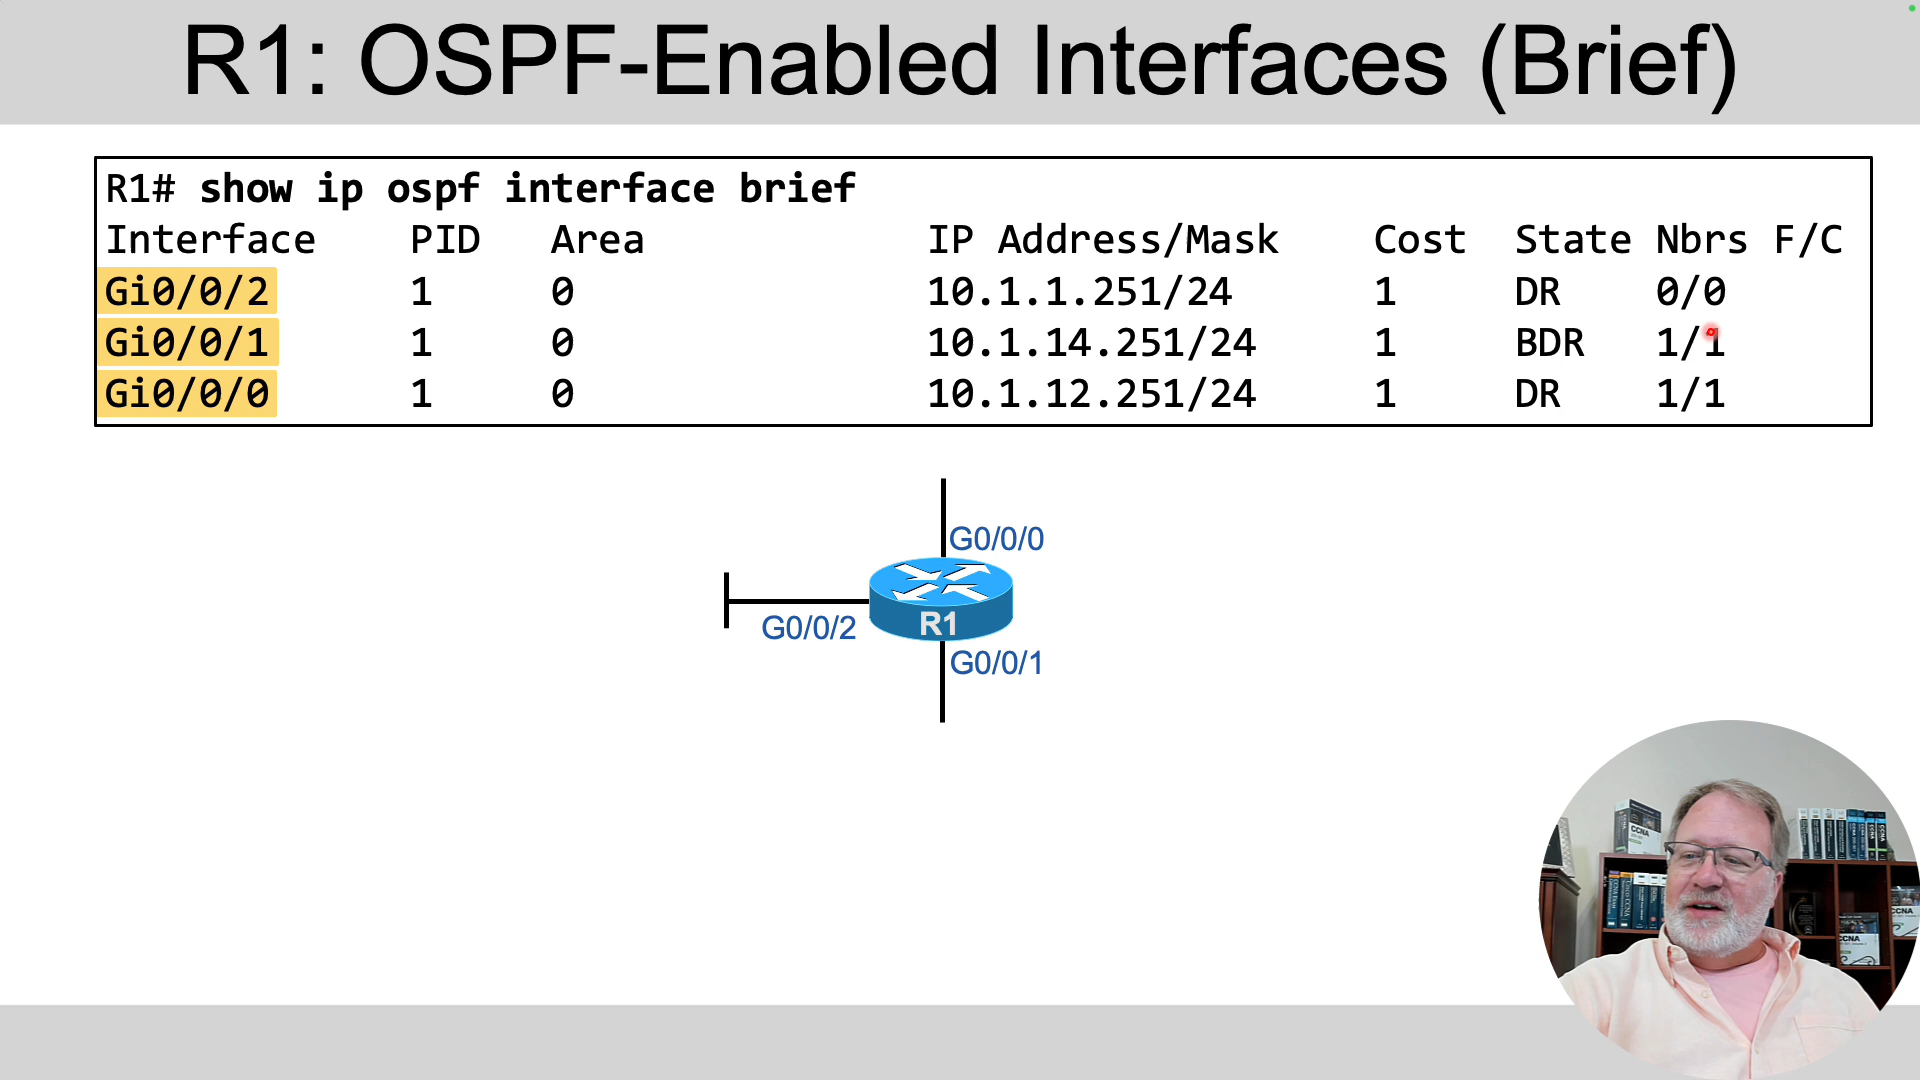 R1: OSPF-Enabled Interfaces (Brief)
R1# show ip ospf interface brief
Interface PID Area IP Address/Mask Cost State Nbrs F/C
Gi0/0/2 1 0 10.1.1.251/24 1 DR 0/0
Gi0/0/1 1 0 10.1.14.251/24 1 BDR 1/1
Gi0/0/0 1 0 10.1.12.251/24 1 DR 1/1
G0/0/0
G0/0/2
R1
G0/0/1
CCNA
CCNA
CCNA